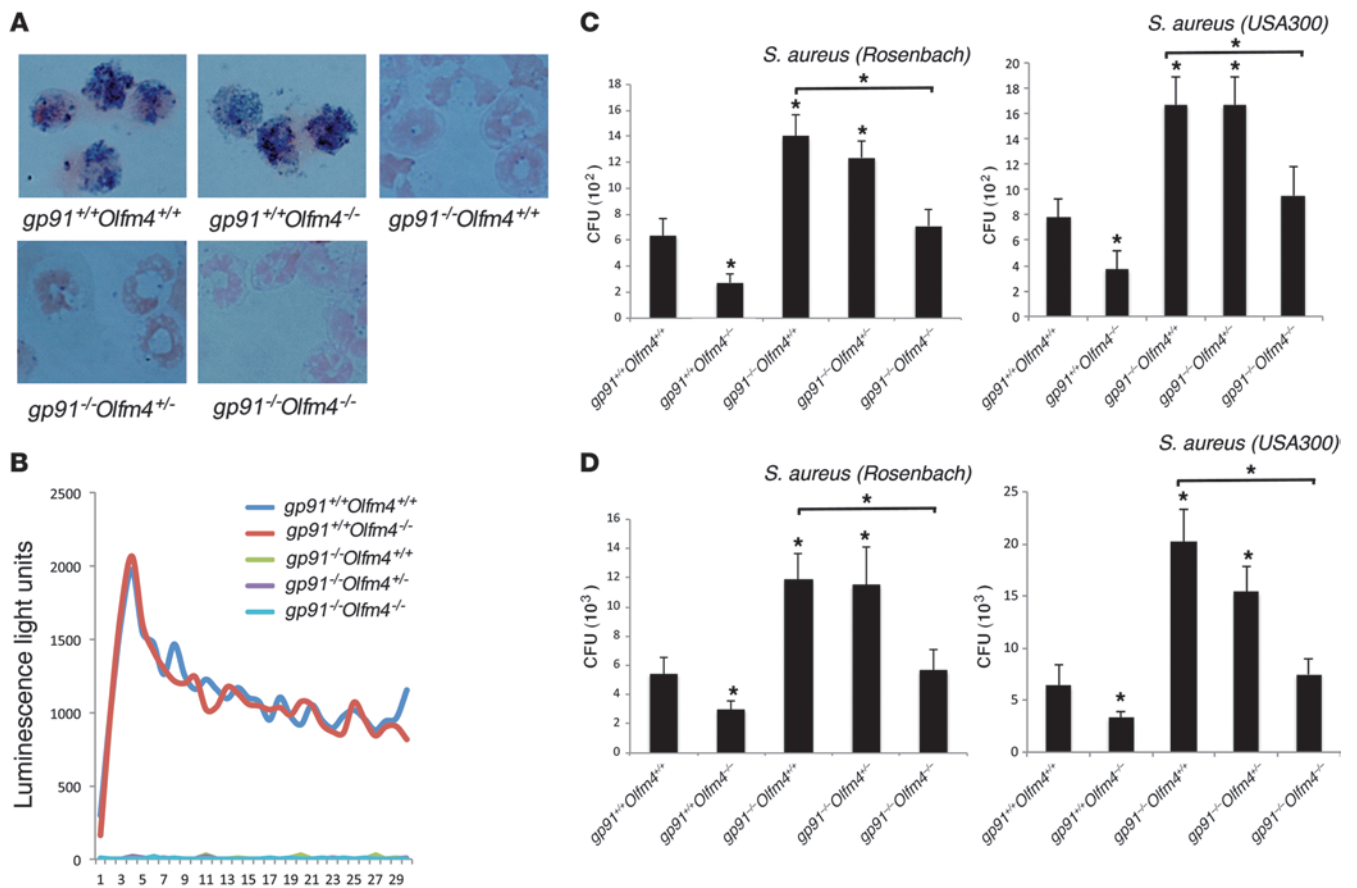 A
gp91+/+Olfm4+/+
gp91+/+Olfm4-/-
gp91-/-Olfm4+/+
gp91-/-Olfm4+/-
gp91-/-Olfm4-/-
B
Luminescence light units
2500
2000
1500
1000
500
0
1 3 5 7 9 11 13 15 17 19 21 23 25 27 29
gp91+/+Olfm4+/+
gp91+/+Olfm4-/-
gp91-/-Olfm4+/+
gp91-/-Olfm4+/-
gp91-/-Olfm4-/-
C
S. aureus (Rosenbach)
CFU (10²)
18
16
14
12
10
8
6
4
2
0
* * * *
gp91+/+Olfm4+/+
gp91+/+Olfm4-/-
gp91-/-Olfm4+/+
gp91-/-Olfm4+/-
gp91-/-Olfm4-/-
S. aureus (USA300)
CFU (10²)
20
18
16
14
12
10
8
6
4
2
0
* * * *
gp91+/+Olfm4+/+
gp91+/+Olfm4-/-
gp91-/-Olfm4+/+
gp91-/-Olfm4+/-
gp91-/-Olfm4-/-
D
S. aureus (Rosenbach)
CFU (10³)
16
14
12
10
8
6
4
2
0
* * * *
gp91+/+Olfm4+/+
gp91+/+Olfm4-/-
gp91-/-Olfm4+/+
gp91-/-Olfm4+/-
gp91-/-Olfm4-/-
S. aureus (USA300)
CFU (10³)
25
20
15
10
5
0
* * * *
gp91+/+Olfm4+/+
gp91+/+Olfm4-/-
gp91-/-Olfm4+/+
gp91-/-Olfm4+/-
gp91-/-Olfm4-/-